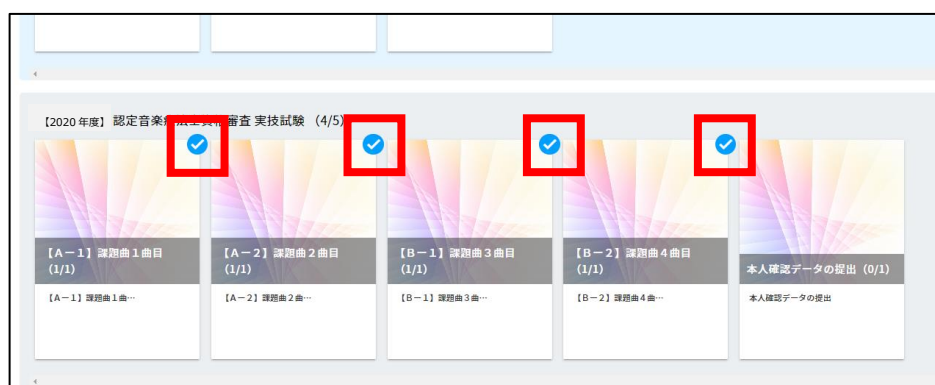 【2020 年度】 認定音楽療法士資格審査 実技試験 （4/5）
【A－1】課題曲１曲目
(1/1)
【A－1】課題曲１曲…
【A－2】課題曲２曲目
(1/1)
【A－2】課題曲２曲…
【B－1】課題曲３曲目
(1/1)
【B－1】課題曲３曲…
【B－2】課題曲４曲目
(1/1)
【B－2】課題曲４曲…
本人確認データの提出（0/1）
本人確認データの提出